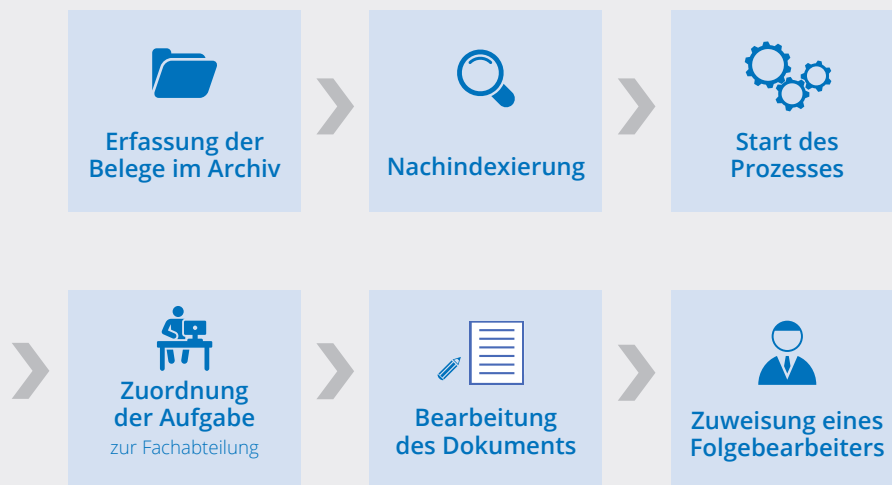 Erfassung der
Belege im Archiv
Nachindexierung
Start des
Prozesses
Zuordnung
der Aufgabe
zur Fachabteilung
Bearbeitung
des Dokuments
Zuweisung eines
Folgebearbeiters